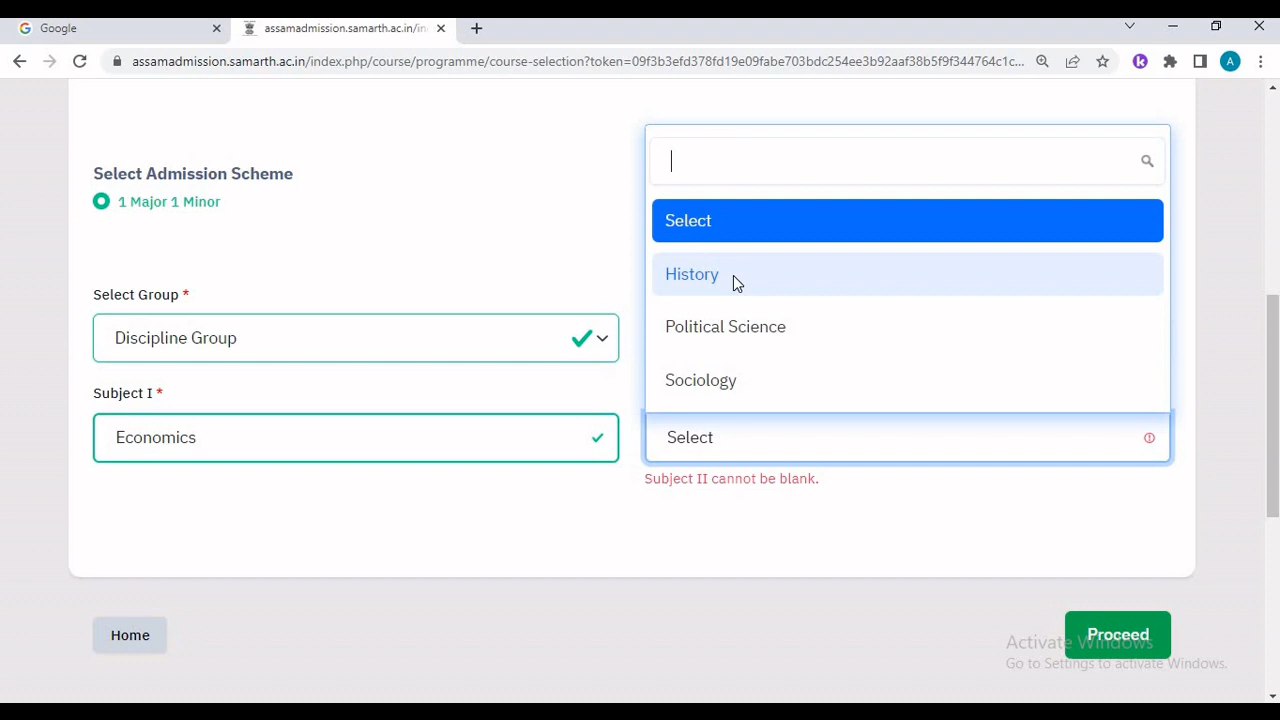 Google
assamadmission.samarth.ac.in/in
assamadmission.samarth.ac.in/index.php/course/programme/course-selection?token=09f3b3efd378fd19e09fabe703bdc254ee3b92aaf38b5f9f344764c1c...
A
Select Admission Scheme
1 Major 1 Minor
Select
History
Political Science
Sociology
Select Group *
Discipline Group
Subject I *
Economics
Select
Subject II cannot be blank.
Home
Proceed
Activate Windows
Go to Settings to activate Windows.